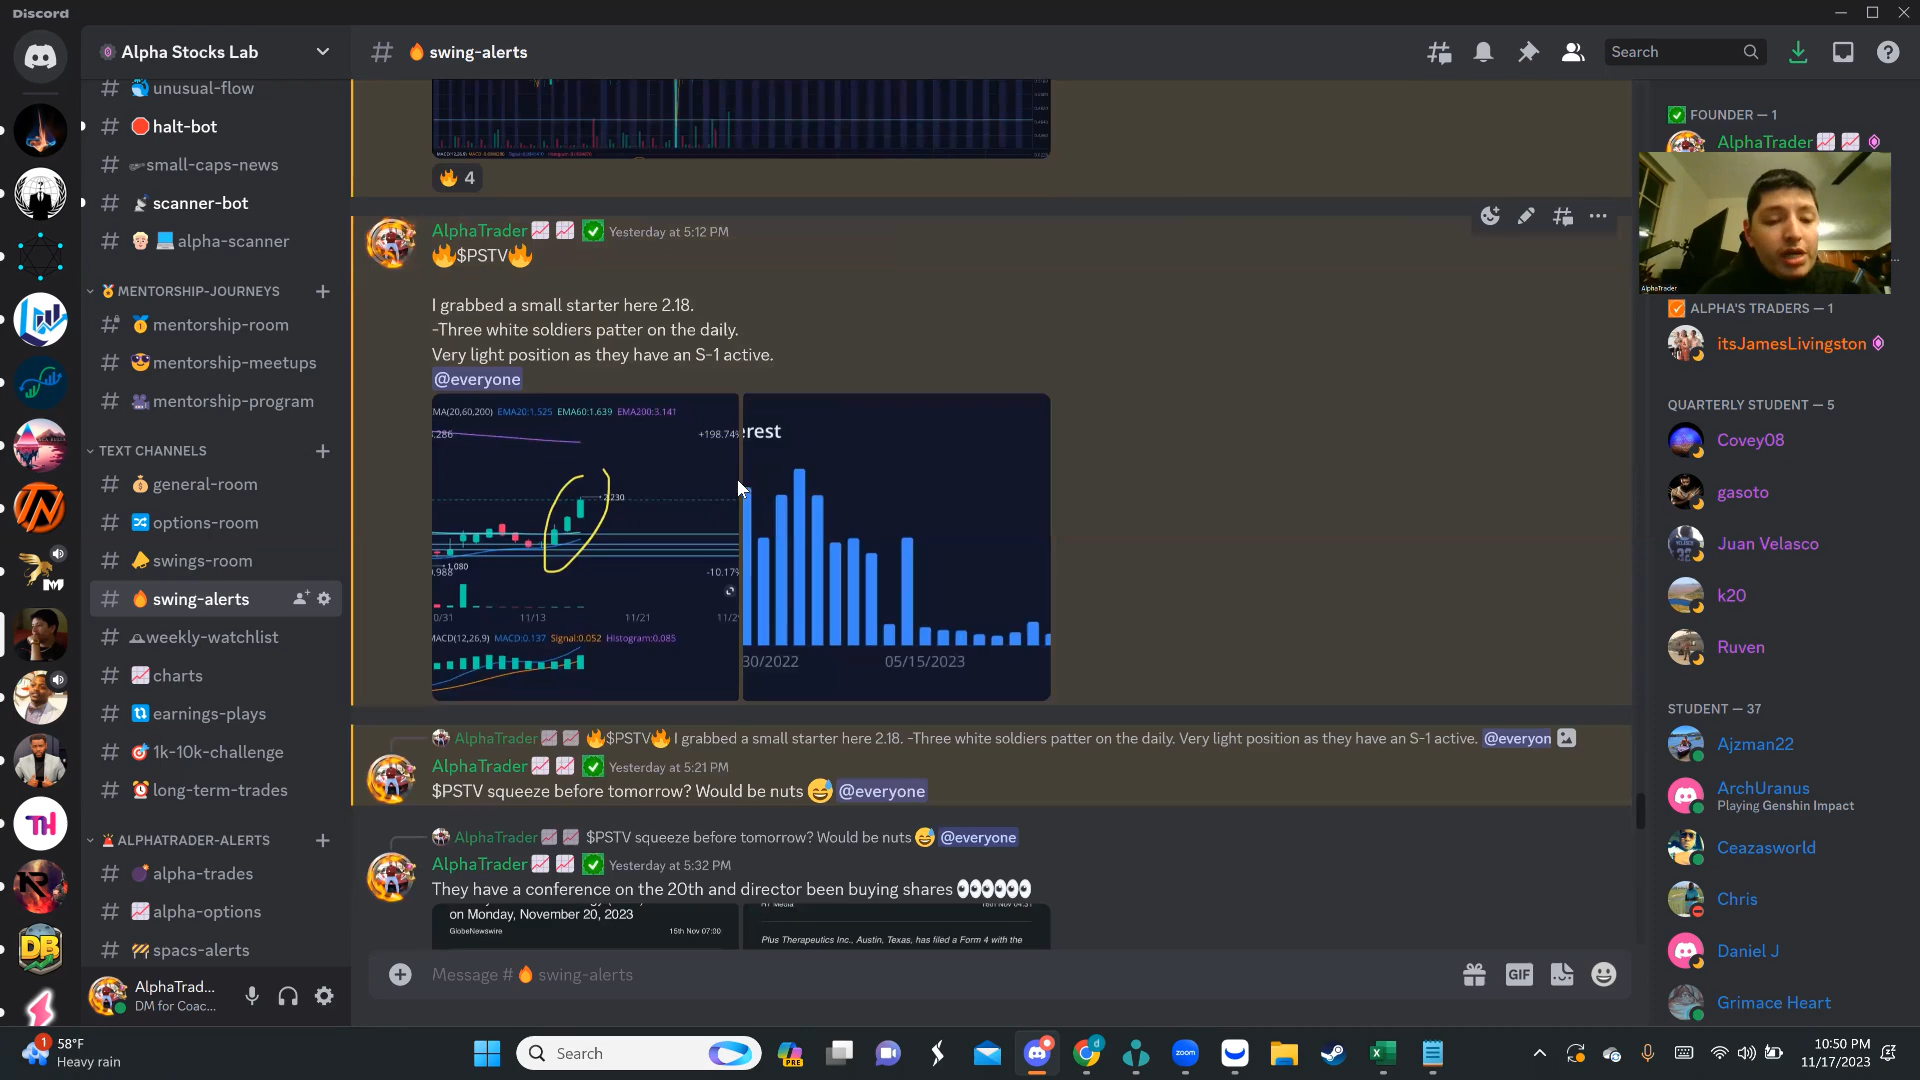 Discord
Alpha Stocks Lab
swing-alerts
Search
unusual-flow
halt-bot
small-caps-news
scanner-bot
alpha-scanner
MENTORSHIP-JOURNEYS
mentorship-room
mentorship-meetups
mentorship-program
TEXT CHANNELS
general-room
options-room
swings-room
swing-alerts
weekly-watchlist
charts
earnings-plays
1k-10k-challenge
long-term-trades
ALPHATRADER-ALERTS
alpha-trades
alpha-options
spacs-alerts
AlphaTrad...
DM for Coac...
4
AlphaTrader Yesterday at 5:12 PM
$PSTV
I grabbed a small starter here 2.18.
-Three white soldiers patter on the daily.
Very light position as they have an S-1 active.
@everyone
MA(20,60,200) EMA20:1.525 EMA60:1.639 EMA200:3.141
+198.74%
2.230
1.080
-10.17%
0/31 11/13 11/21
MACD(12,26,9) MACD:0.137 Signal:0.052 Histogram:0.085
erest
30/2022 05/15/2023
AlphaTrader $PSTV I grabbed a small starter here 2.18. -Three white soldiers patter on the daily. Very light position as they have an S-1 active. @everyon
AlphaTrader Yesterday at 5:21 PM
$PSTV squeeze before tomorrow? Would be nuts @everyone
AlphaTrader $PSTV squeeze before tomorrow? Would be nuts @everyone
AlphaTrader Yesterday at 5:32 PM
They have a conference on the 20th and director been buying shares
on Monday, November 20, 2023
GlobeNewswire 15th Nov 07:00
Plus Therapeutics Inc., Austin, Texas, has filed a Form 4 with the
Message # swing-alerts
GIF
FOUNDER — 1
AlphaTrader
AlphaTrader
ALPHA'S TRADERS — 1
itsJamesLivingston
QUARTERLY STUDENT — 5
Covey08
gasoto
Juan Velasco
k20
Ruven
STUDENT — 37
Ajzman22
ArchUranus
Playing Genshin Impact
Ceazasworld
Chris
Daniel J
Grimace Heart
58°F
Heavy rain
Search
PRE
zoom
10:50 PM
11/17/2023